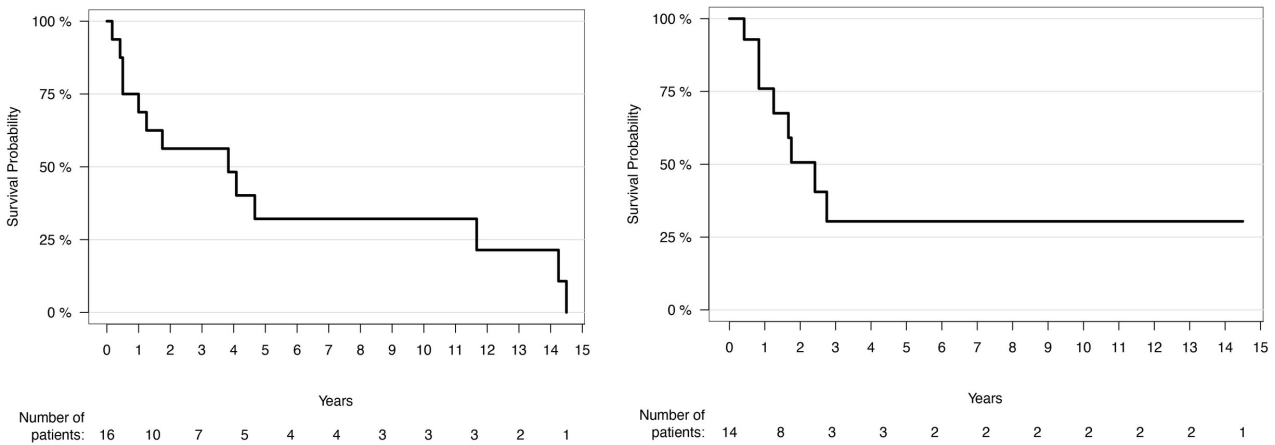 100 %
75 %
50 %
25 %
0 %
Survival Probability
0 1 2 3 4 5 6 7 8 9 10 11 12 13 14 15
Years
Number of
patients: 16 10 7 5 4 4 3 3 3 2 1
100 %
75 %
50 %
25 %
0 %
Survival Probability
0 1 2 3 4 5 6 7 8 9 10 11 12 13 14 15
Years
Number of
patients: 14 8 3 3 2 2 2 2 2 2 1